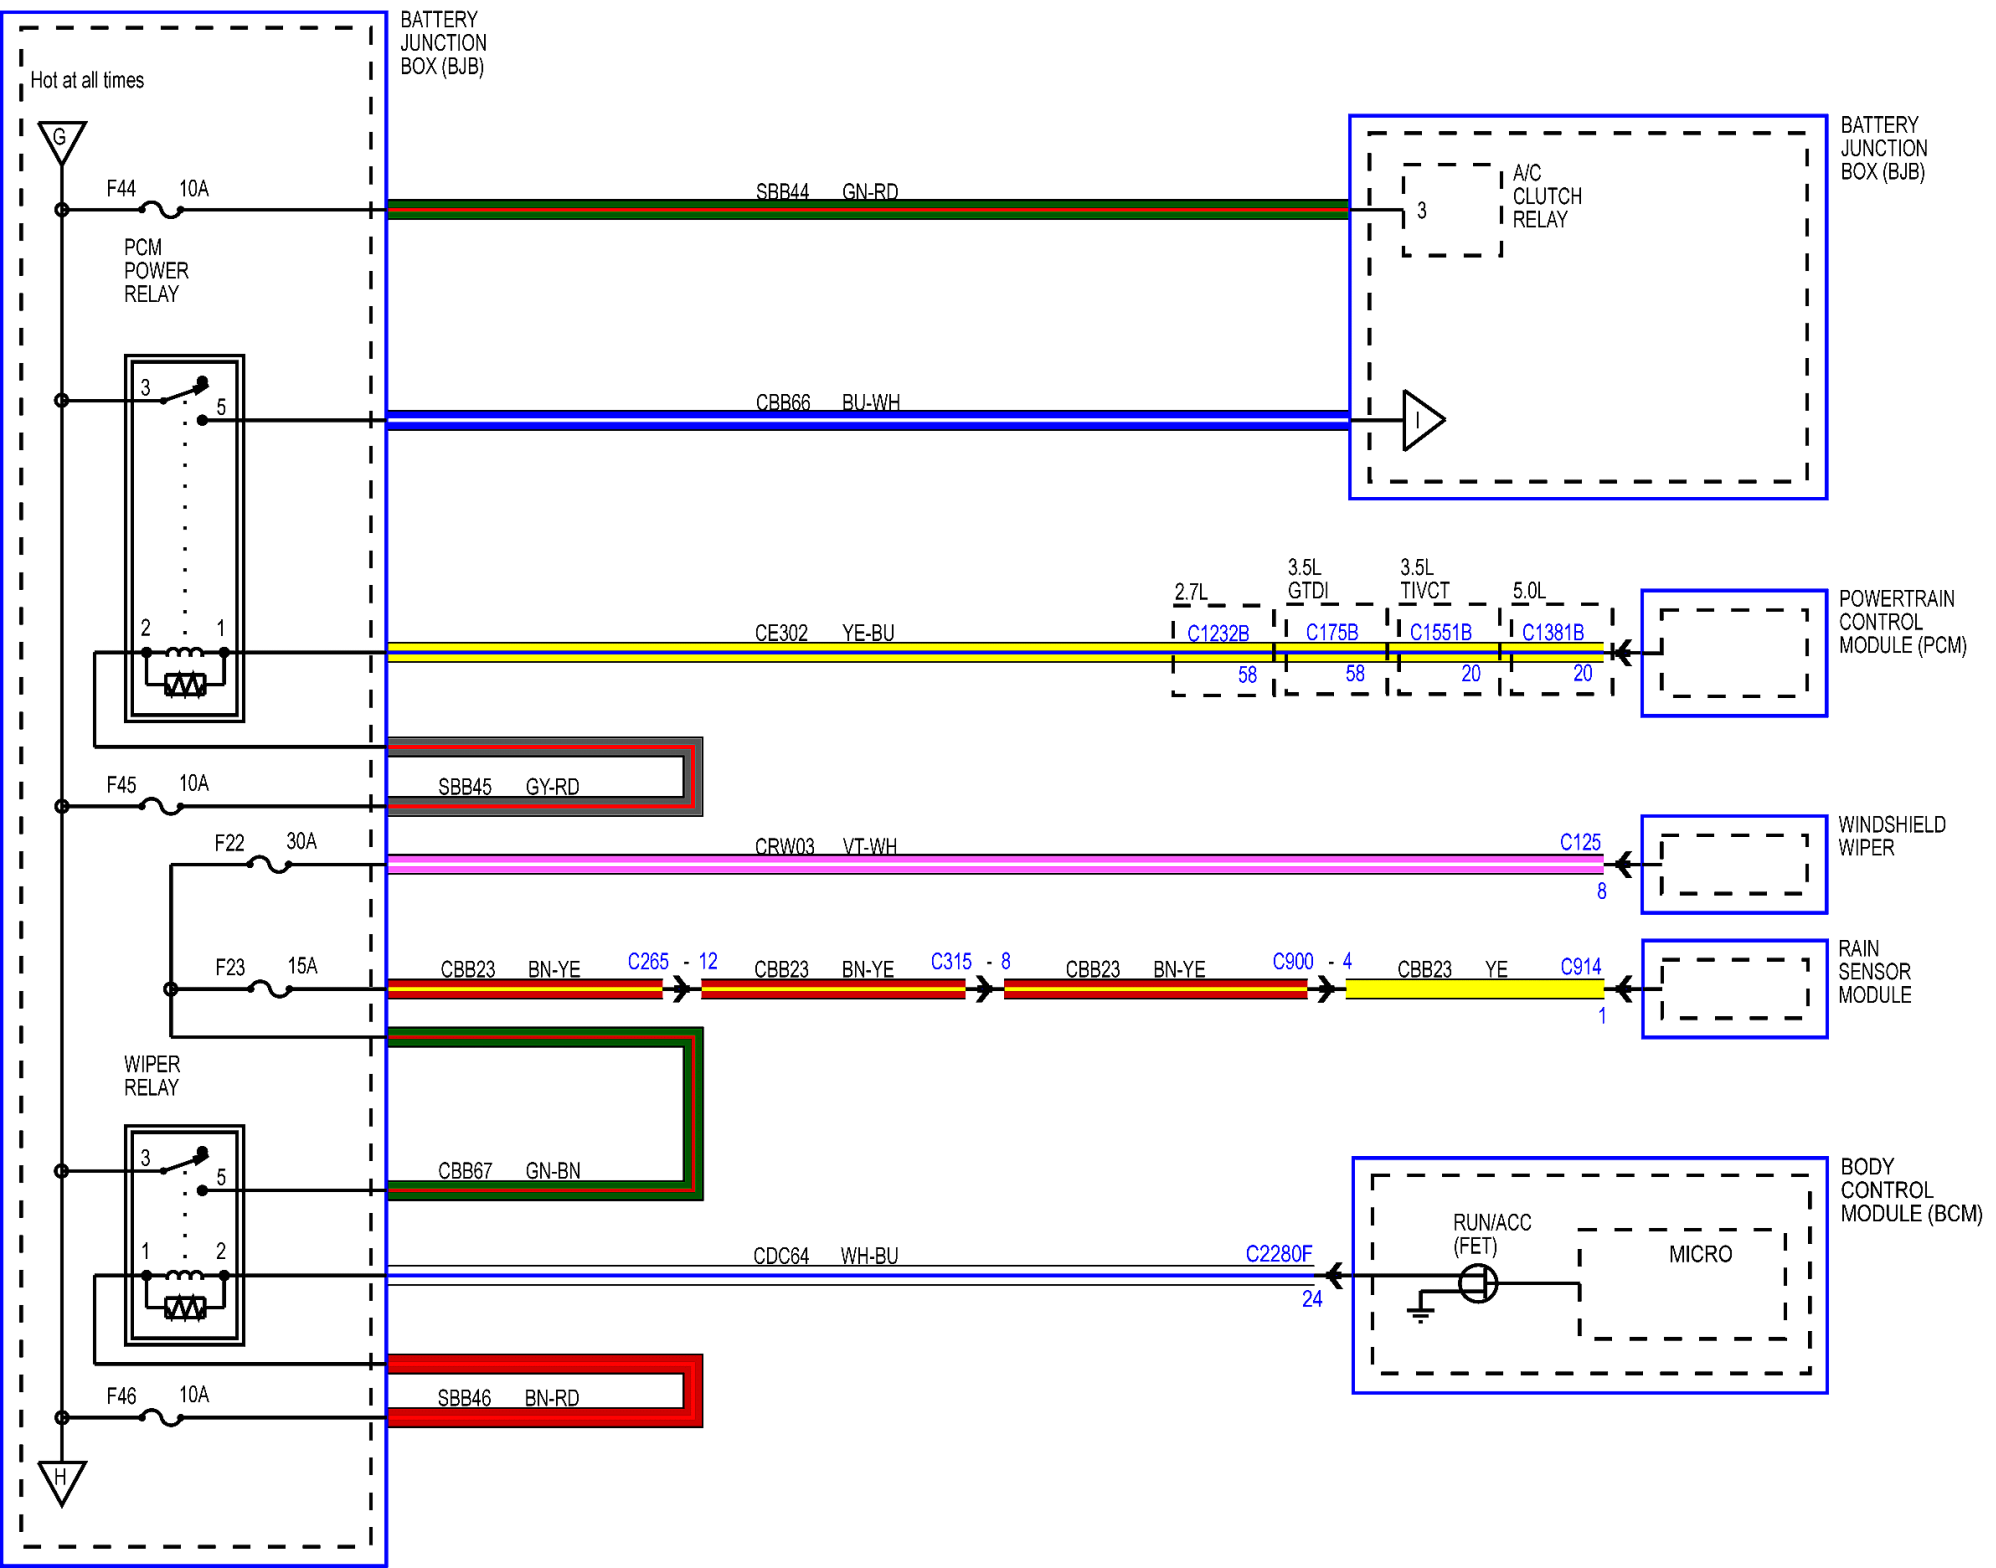 BATTERY
JUNCTION
BOX (BJB)
Hot at all times
G
F44 10A
SBB44 GN-RD
BATTERY
JUNCTION
BOX (BJB)
A/C
CLUTCH
RELAY
3
PCM
POWER
RELAY
3
5
CBB66 BU-WH
I
2 1
CE302 YE-BU
2.7L
C1232B
58
3.5L
GTDI
C175B
58
3.5L
TIVCT
C1551B
20
5.0L
C1381B
20
POWERTRAIN
CONTROL
MODULE (PCM)
F45 10A
SBB45 GY-RD
F22 30A
CRW03 VT-WH
C125
8
WINDSHIELD
WIPER
F23 15A
CBB23 BN-YE
C265 - 12
CBB23 BN-YE
C315 - 8
CBB23 BN-YE
C900 - 4
CBB23 YE
C914
1
RAIN
SENSOR
MODULE
WIPER
RELAY
3
5
CBB67 GN-BN
1 2
CDC64 WH-BU
C2280F
24
BODY
CONTROL
MODULE (BCM)
RUN/ACC
(FET)
MICRO
F46 10A
SBB46 BN-RD
H